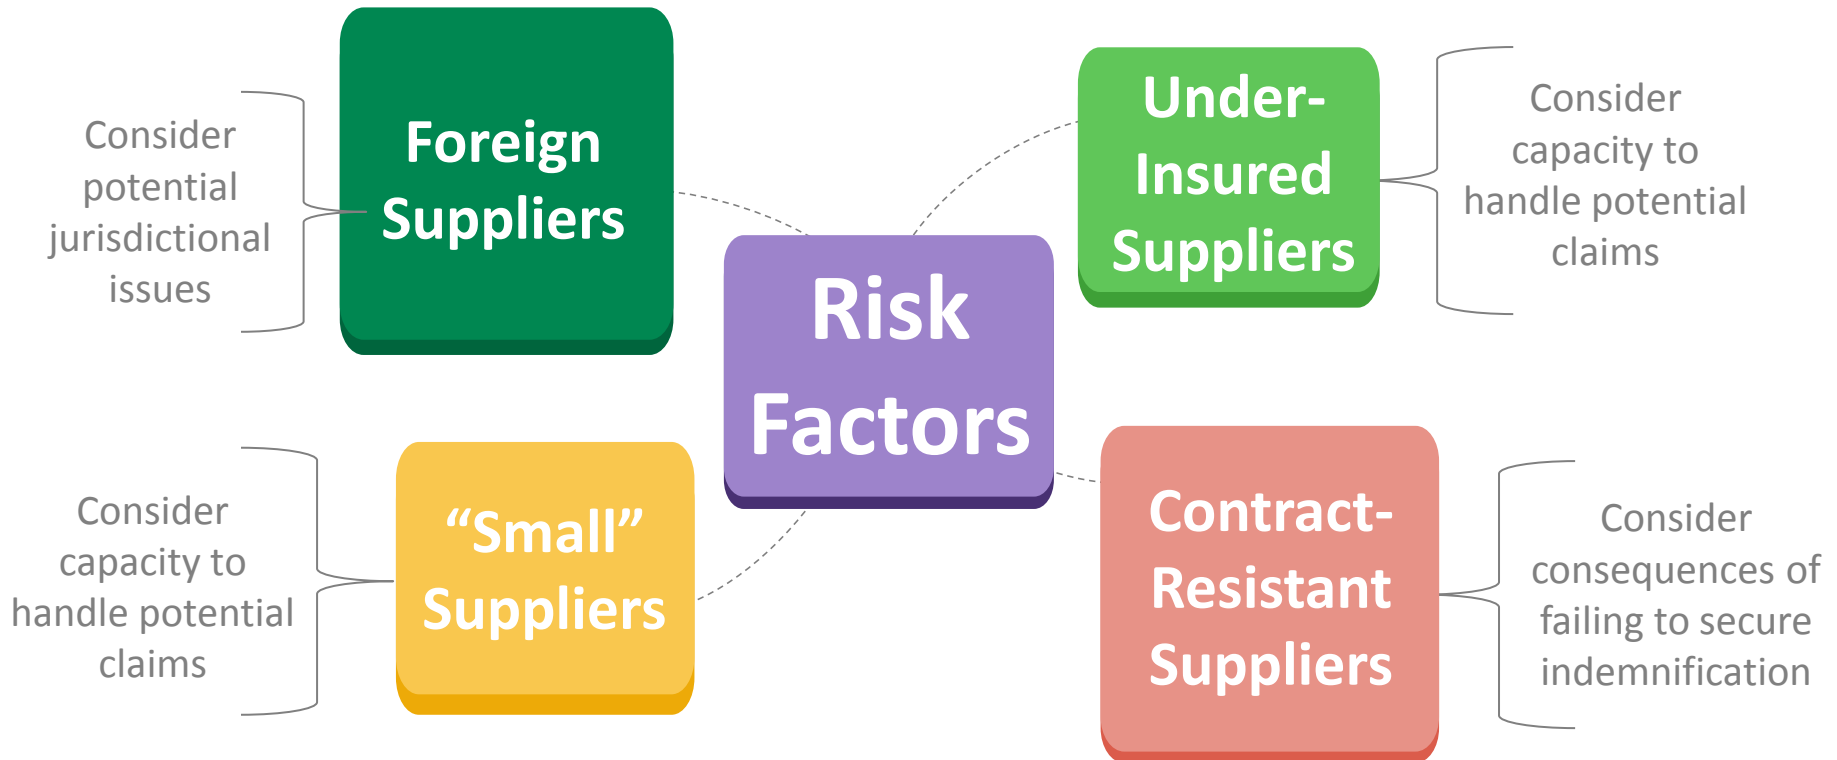 Consider
potential
jurisdictional
issues
Foreign
Suppliers
Under-
Insured
Suppliers
Consider
capacity to
handle potential
claims
Risk
Factors
Consider
capacity to
handle potential
claims
“Small”
Suppliers
Contract-
Resistant
Suppliers
Consider
consequences of
failing to secure
indemnification